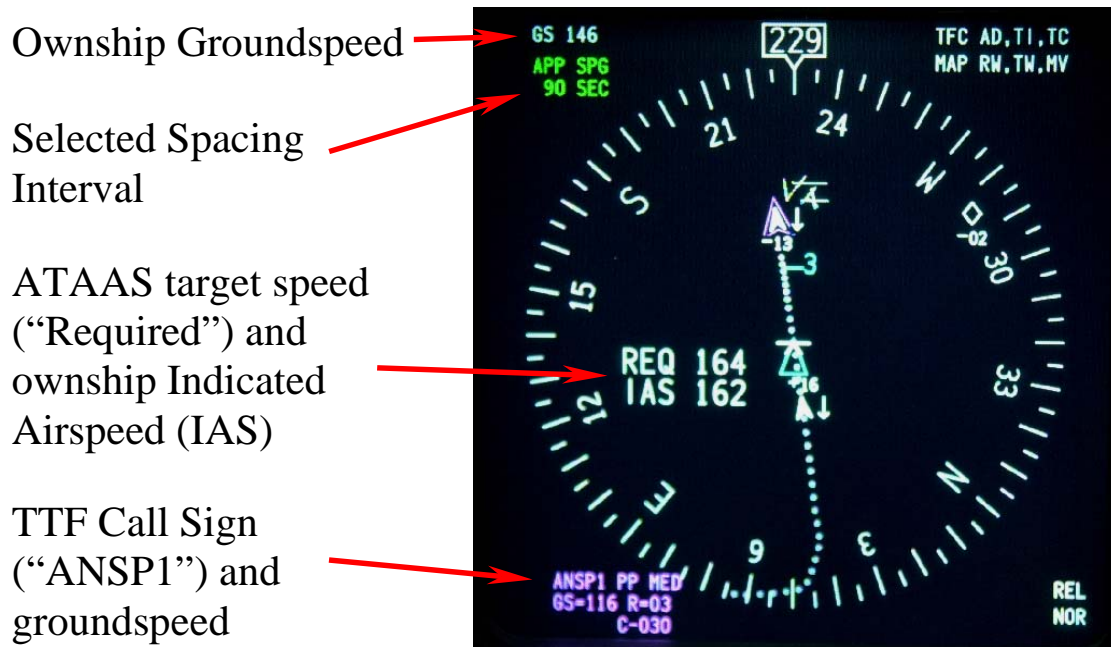 Ownship Groundspeed
Selected Spacing
Interval
ATAAS target speed
(“Required”) and
ownship Indicated
Airspeed (IAS)
TTF Call Sign
(“ANSP1”) and
groundspeed
GS 146
APP SPG
90 SEC
229
TFC AD,TI,TC
MAP RW,TW,MV
21
24
S
W
15
30
12
33
E
N
6
3
-13
3
-02
REQ 164
IAS 162
+16
ANSP1 PP MED
GS=116 R=03
C-030
REL
NOR